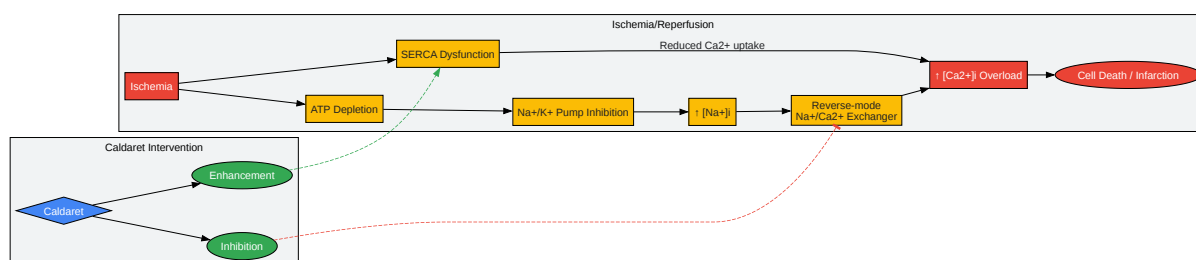 Ischemia/Reperfusion
SERCA Dysfunction
Reduced Ca2+ uptake
Ischemia
↑ [Ca2+]i Overload
Cell Death / Infarction
ATP Depletion
Na+/K+ Pump Inhibition
↑ [Na+]i
Reverse-mode
Na+/Ca2+ Exchanger
Caldaret Intervention
Enhancement
Caldaret
Inhibition